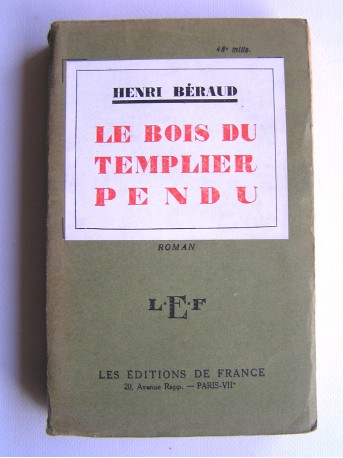 48e mille.
HENRI BÉRAUD
LE BOIS DU
TEMPLIER
PENDU
ROMAN
L·E·F
LES ÉDITIONS DE FRANCE
20, Avenue Rapp. — PARIS-VIIe